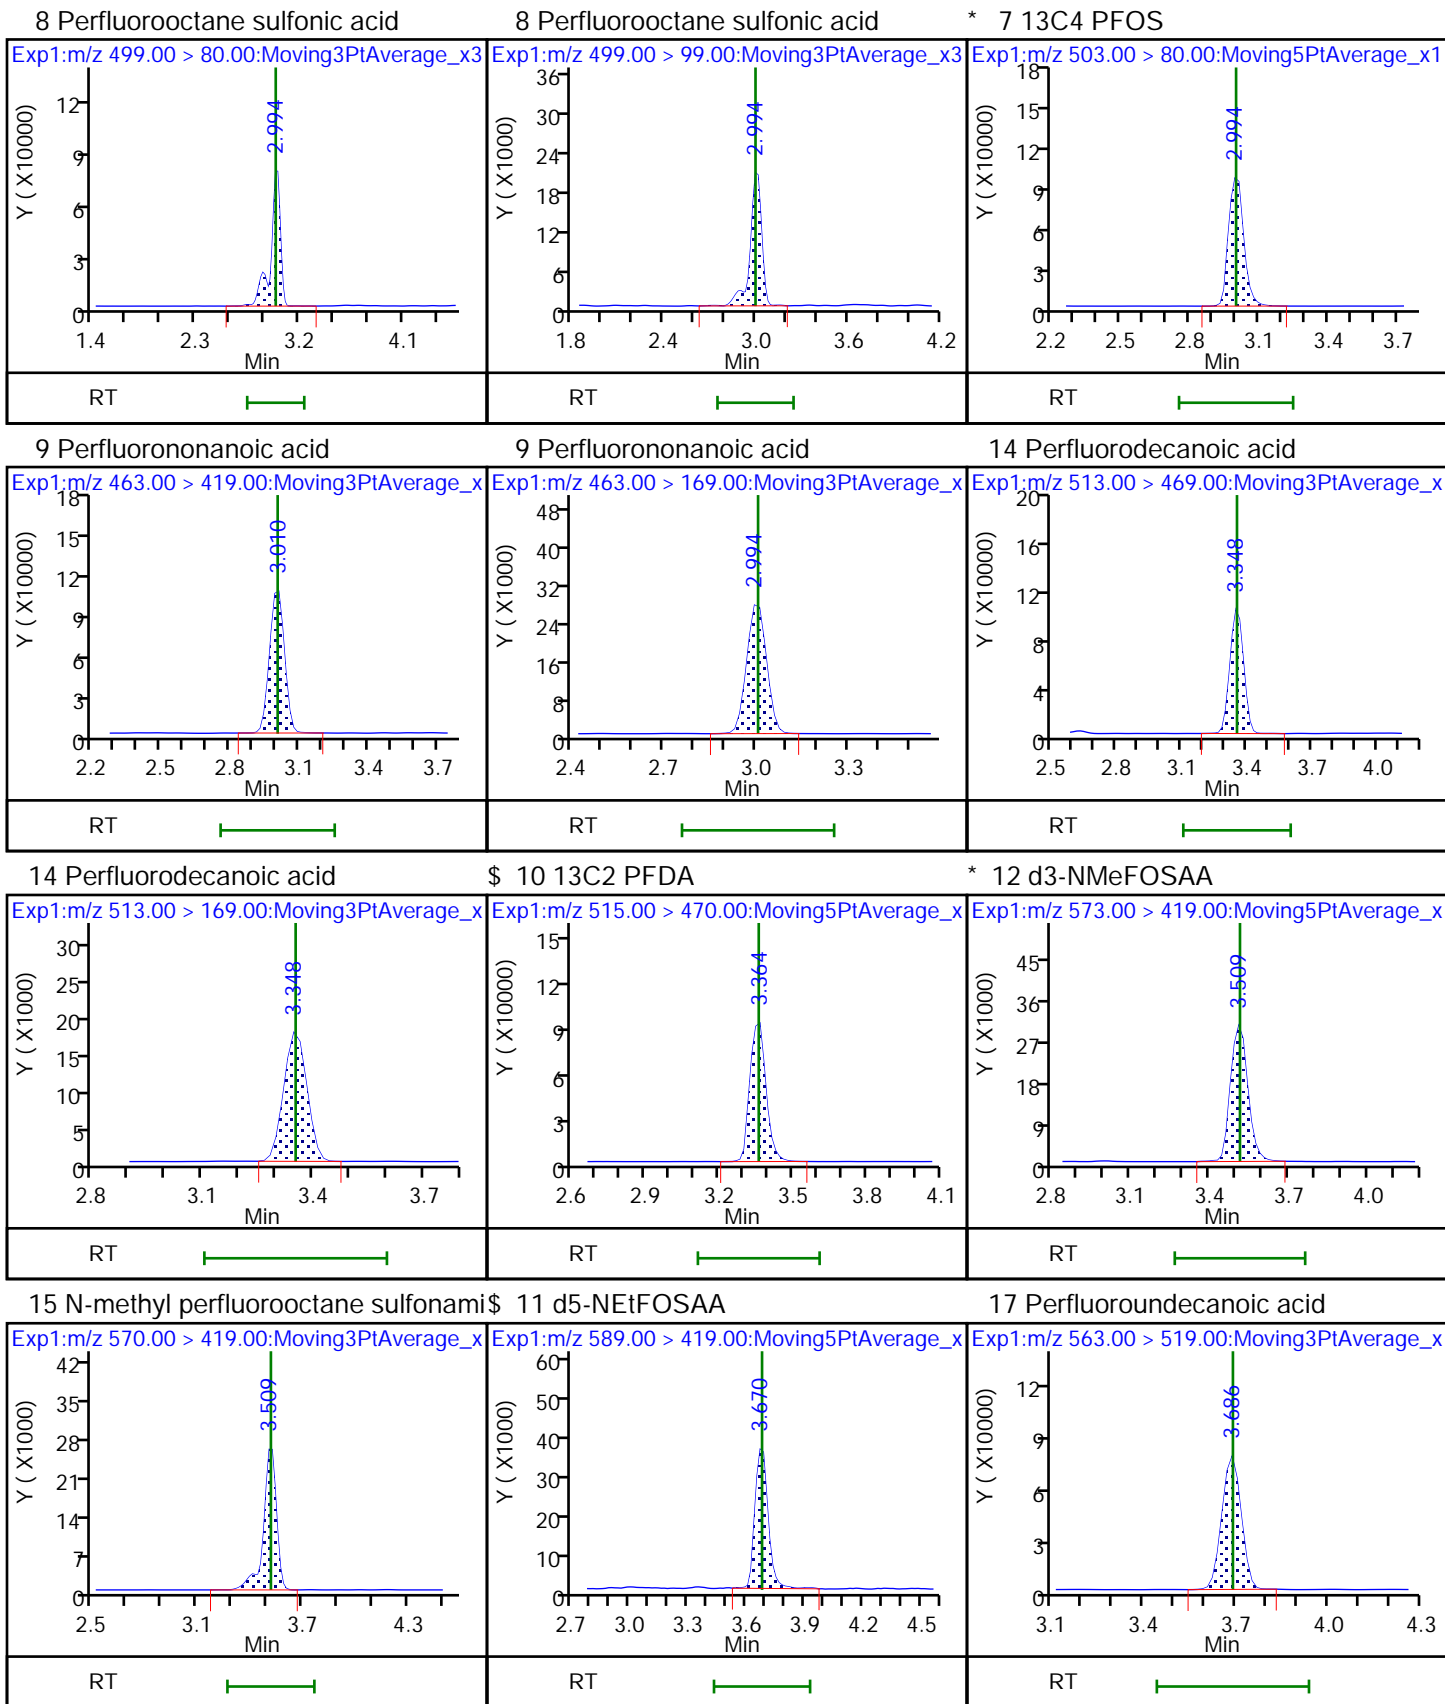 8 Perfluorooctane sulfonic acid
Exp1:m/z 499.00 > 80.00:Moving3PtAverage_x3
Y ( X10000)
12
9
6
3
0
2.994
1.4 2.3 3.2 4.1
Min
RT
8 Perfluorooctane sulfonic acid
Exp1:m/z 499.00 > 99.00:Moving3PtAverage_x3
Y ( X1000)
36
30
24
18
12
6
0
2.994
1.8 2.4 3.0 3.6 4.2
Min
RT
* 7 13C4 PFOS
Exp1:m/z 503.00 > 80.00:Moving5PtAverage_x1
Y ( X10000)
18
15
12
9
6
3
0
2.994
2.2 2.5 2.8 3.1 3.4 3.7
Min
RT
9 Perfluorononanoic acid
Exp1:m/z 463.00 > 419.00:Moving3PtAverage_x
Y ( X10000)
18
15
12
9
6
3
0
3.010
2.2 2.5 2.8 3.1 3.4 3.7
Min
RT
9 Perfluorononanoic acid
Exp1:m/z 463.00 > 169.00:Moving3PtAverage_x
Y ( X1000)
48
40
32
24
16
8
0
2.994
2.4 2.7 3.0 3.3
Min
RT
14 Perfluorodecanoic acid
Exp1:m/z 513.00 > 469.00:Moving3PtAverage_x
Y ( X10000)
20
16
12
8
4
0
3.348
2.5 2.8 3.1 3.4 3.7 4.0
Min
RT
14 Perfluorodecanoic acid
Exp1:m/z 513.00 > 169.00:Moving3PtAverage_x
Y ( X1000)
30
25
20
15
10
5
0
3.348
2.8 3.1 3.4 3.7
Min
RT
$ 10 13C2 PFDA
Exp1:m/z 515.00 > 470.00:Moving5PtAverage_x
Y ( X10000)
15
12
9
6
3
0
3.364
2.6 2.9 3.2 3.5 3.8 4.1
Min
RT
* 12 d3-NMeFOSAA
Exp1:m/z 573.00 > 419.00:Moving5PtAverage_x
Y ( X1000)
45
36
27
18
9
0
3.509
2.8 3.1 3.4 3.7 4.0
Min
RT
15 N-methyl perfluorooctane sulfonami
Exp1:m/z 570.00 > 419.00:Moving3PtAverage_x
Y ( X1000)
42
35
28
21
14
7
0
3.509
2.5 3.1 3.7 4.3
Min
RT
$ 11 d5-NEtFOSAA
Exp1:m/z 589.00 > 419.00:Moving5PtAverage_x
Y ( X1000)
60
50
40
30
20
10
0
3.670
2.7 3.0 3.3 3.6 3.9 4.2 4.5
Min
RT
17 Perfluoroundecanoic acid
Exp1:m/z 563.00 > 519.00:Moving3PtAverage_x
Y ( X10000)
12
9
6
3
0
3.686
3.1 3.4 3.7 4.0 4.3
Min
RT